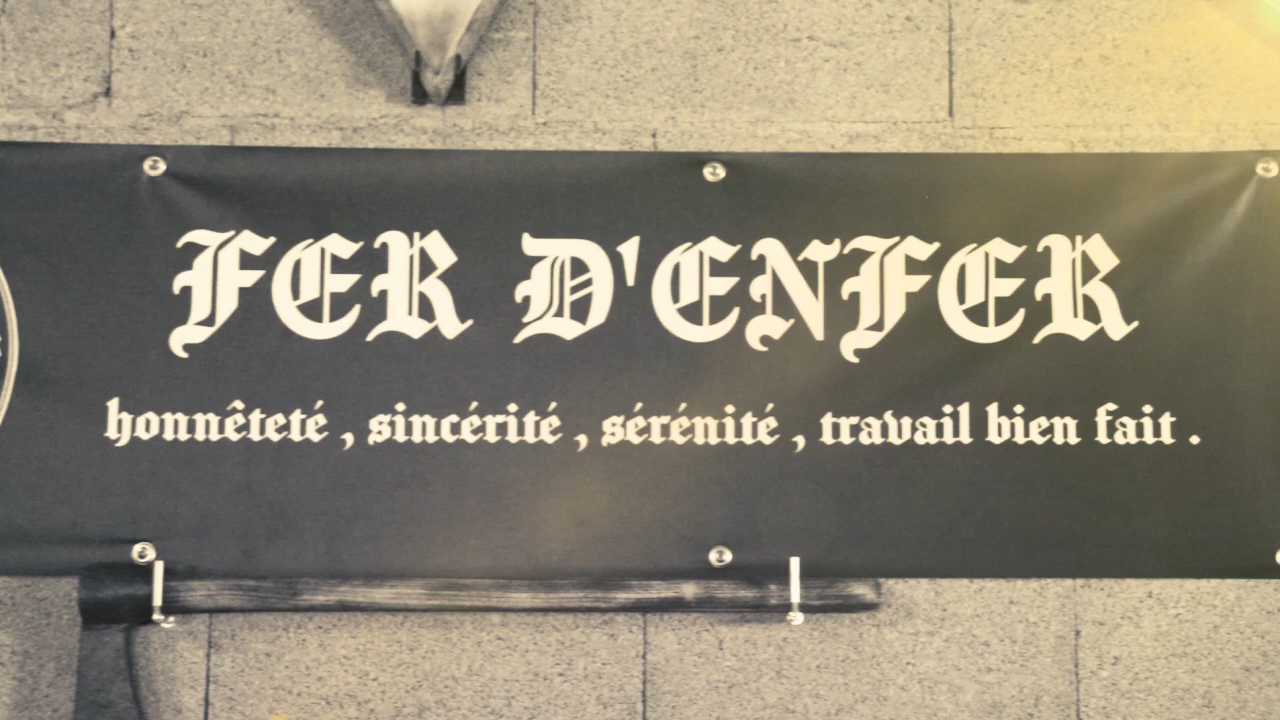 FER D'ENFER
honnêteté , sincérité , sérénité , travail bien fait .